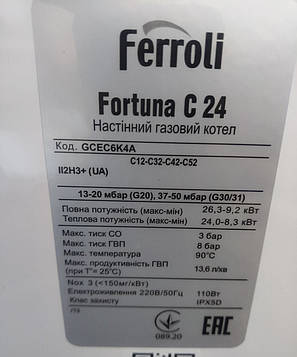 Ferroli
Fortuna C 24
Настінний газовий котел
Код. GCEC6K4A
C12-C32-C42-C52
II2H3+ (UA)
13-20 мбар (G20), 37-50 мбар (G30/31)
Повна потужність (макс-мін) 26,3-9,2 кВт
Теплова потужність (макс-мін) 24,0-8,3 кВт
Макс. тиск СО 3 бар
Макс. тиск ГВП 8 бар
Макс. температура 90°C
Макс. продуктивність ГВП
(при T˚= 25˚C) 13,6 л/хв
Nox 3 (<150мг/кВт)
Електроживлення 220В/50Гц 110Вт
Клас захисту IPX5D
089.20
EAC